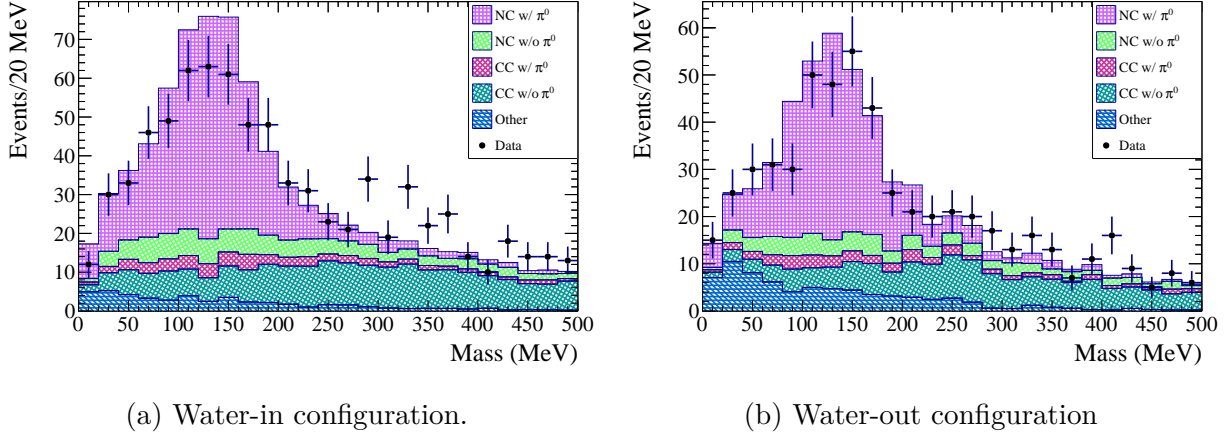 Events/20 MeV
70
60
50
40
30
20
10
0
0 50 100 150 200 250 300 350 400 450 500
Mass (MeV)
NC w/ π⁰
NC w/o π⁰
CC w/ π⁰
CC w/o π⁰
Other
Data
(a) Water-in configuration.
Events/20 MeV
60
50
40
30
20
10
0
0 50 100 150 200 250 300 350 400 450 500
Mass (MeV)
NC w/ π⁰
NC w/o π⁰
CC w/ π⁰
CC w/o π⁰
Other
Data
(b) Water-out configuration